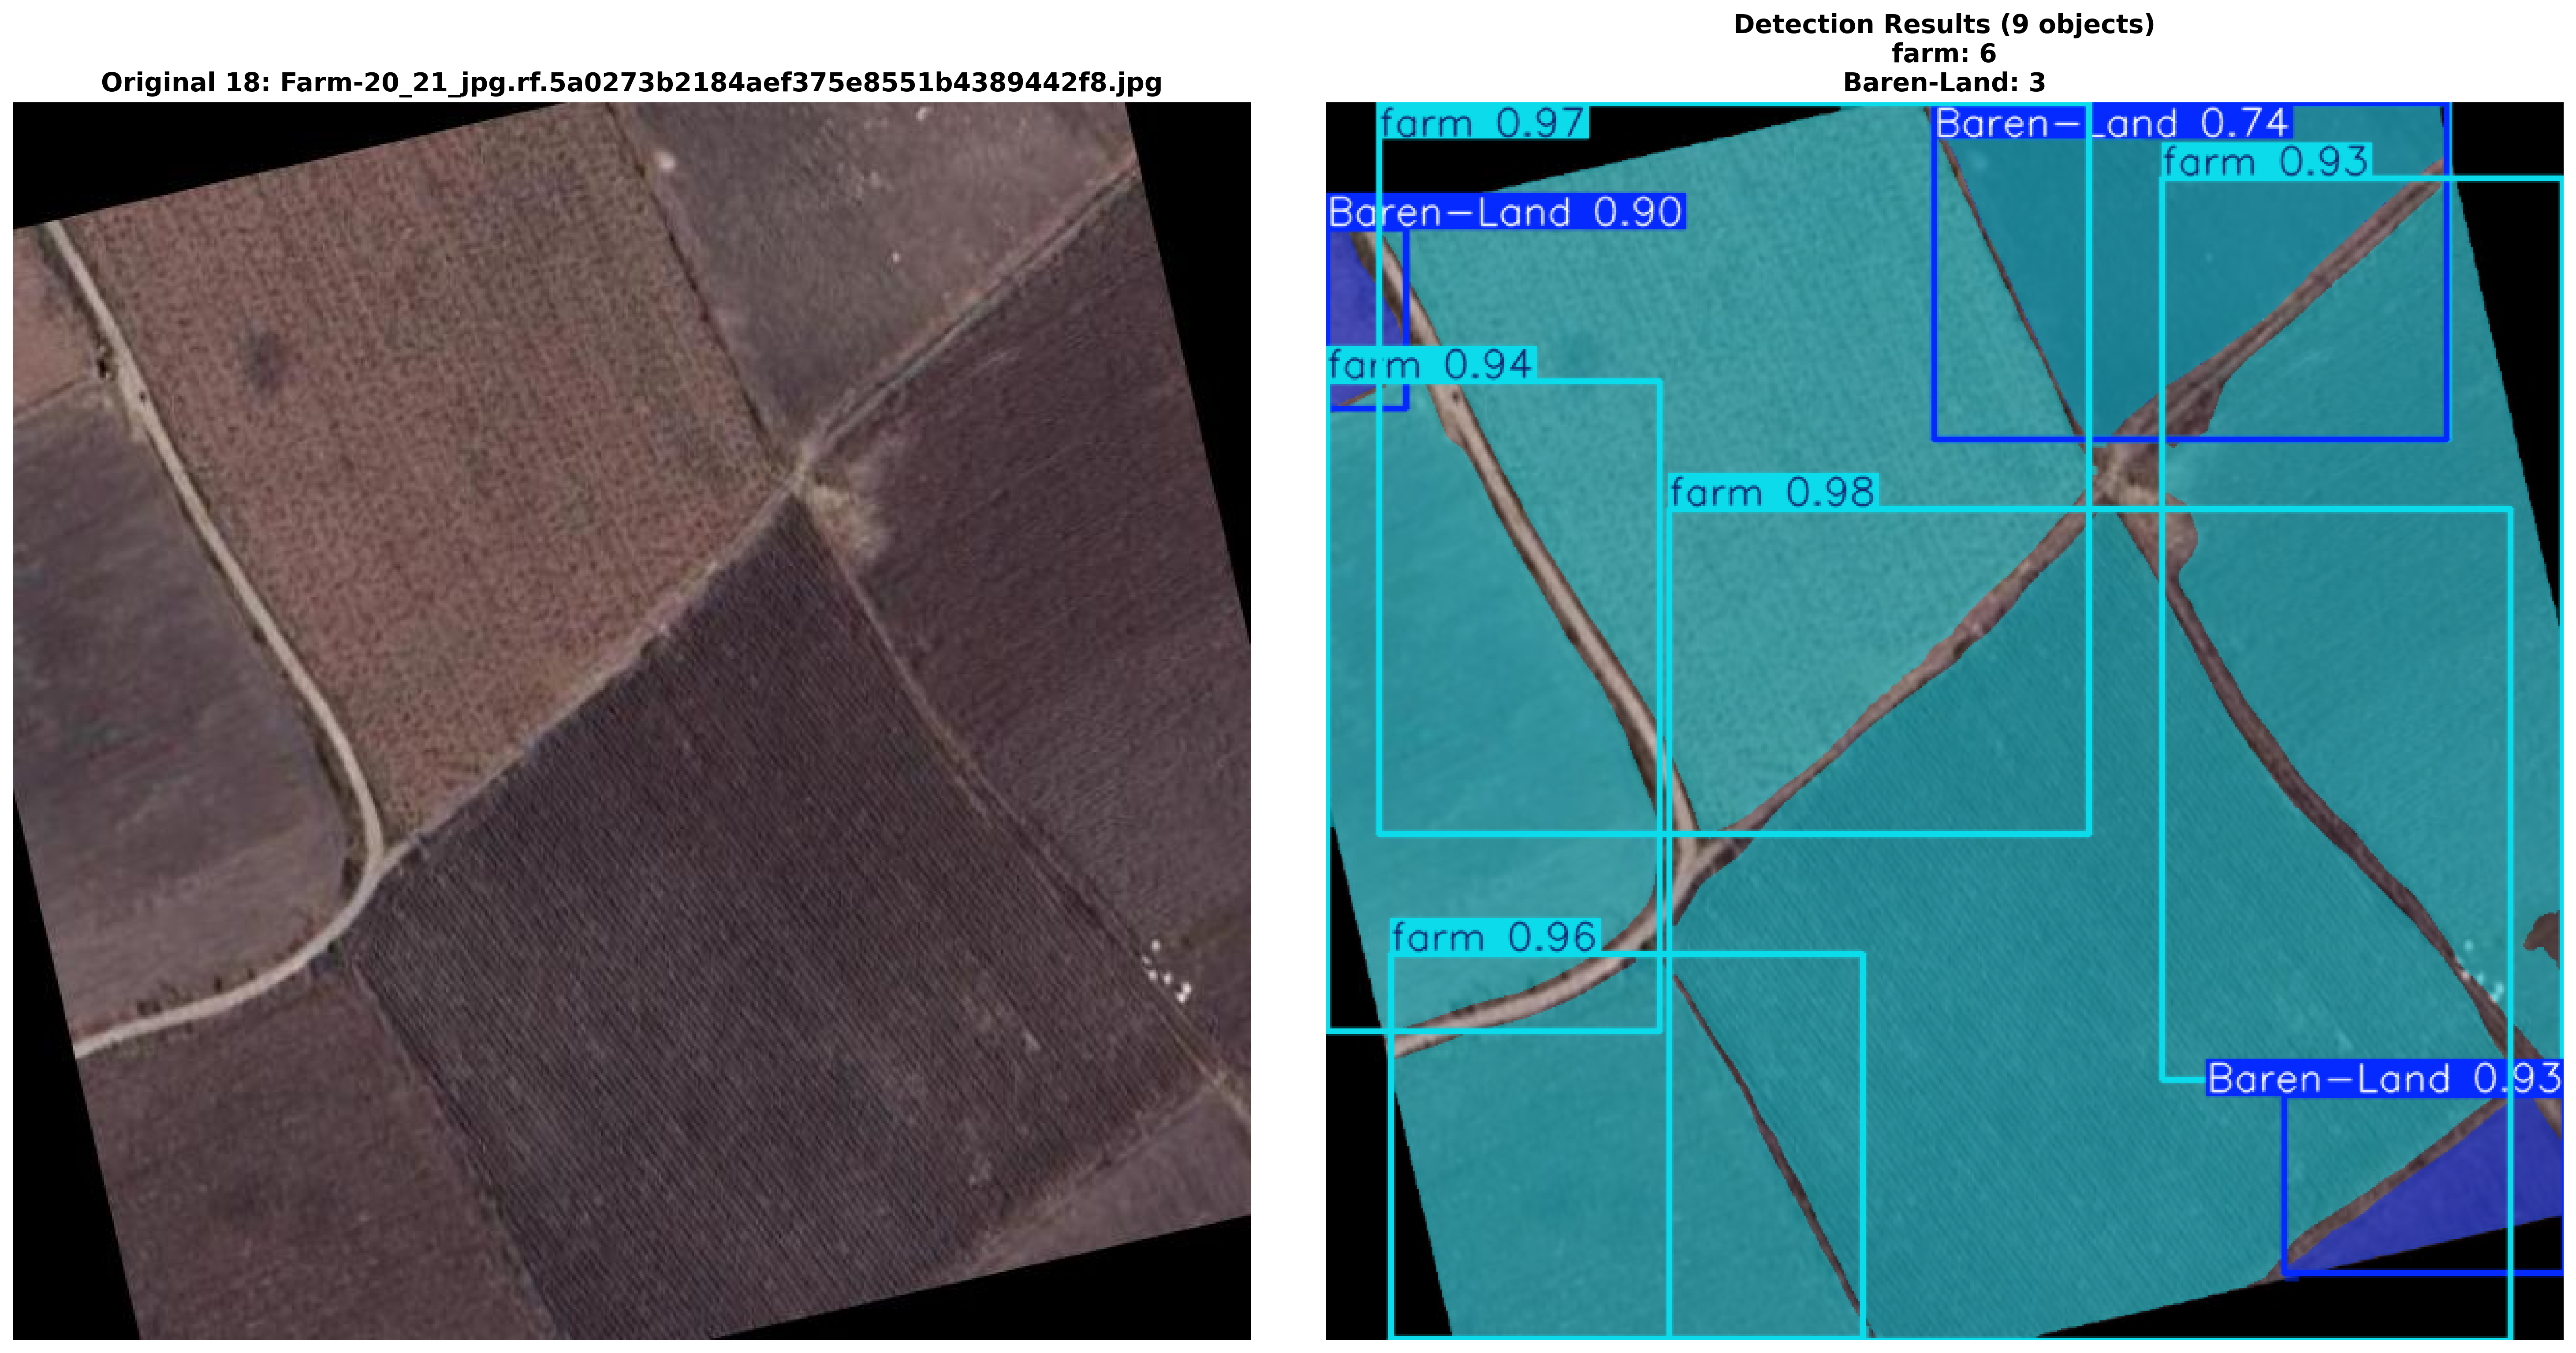 Original 18: Farm-20_21_jpg.rf.5a0273b2184aef375e8551b4389442f8.jpg
Detection Results (9 objects)
farm: 6
Baren-Land: 3
farm 0.97
Baren-Land 0.74
farm 0.93
Baren-Land 0.90
farm 0.94
farm 0.98
farm 0.96
Baren-Land 0.93